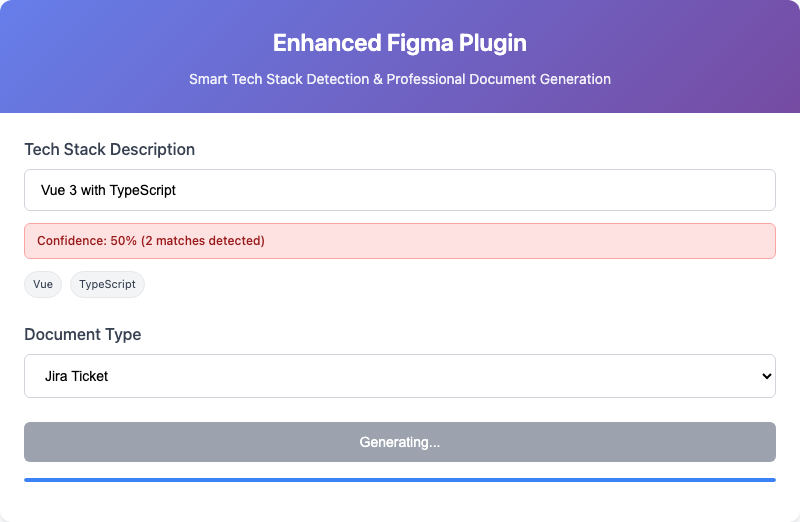 Enhanced Figma Plugin
Smart Tech Stack Detection & Professional Document Generation
Tech Stack Description
Vue 3 with TypeScript
Confidence: 50% (2 matches detected)
Vue TypeScript
Document Type
Jira Ticket
Generating...